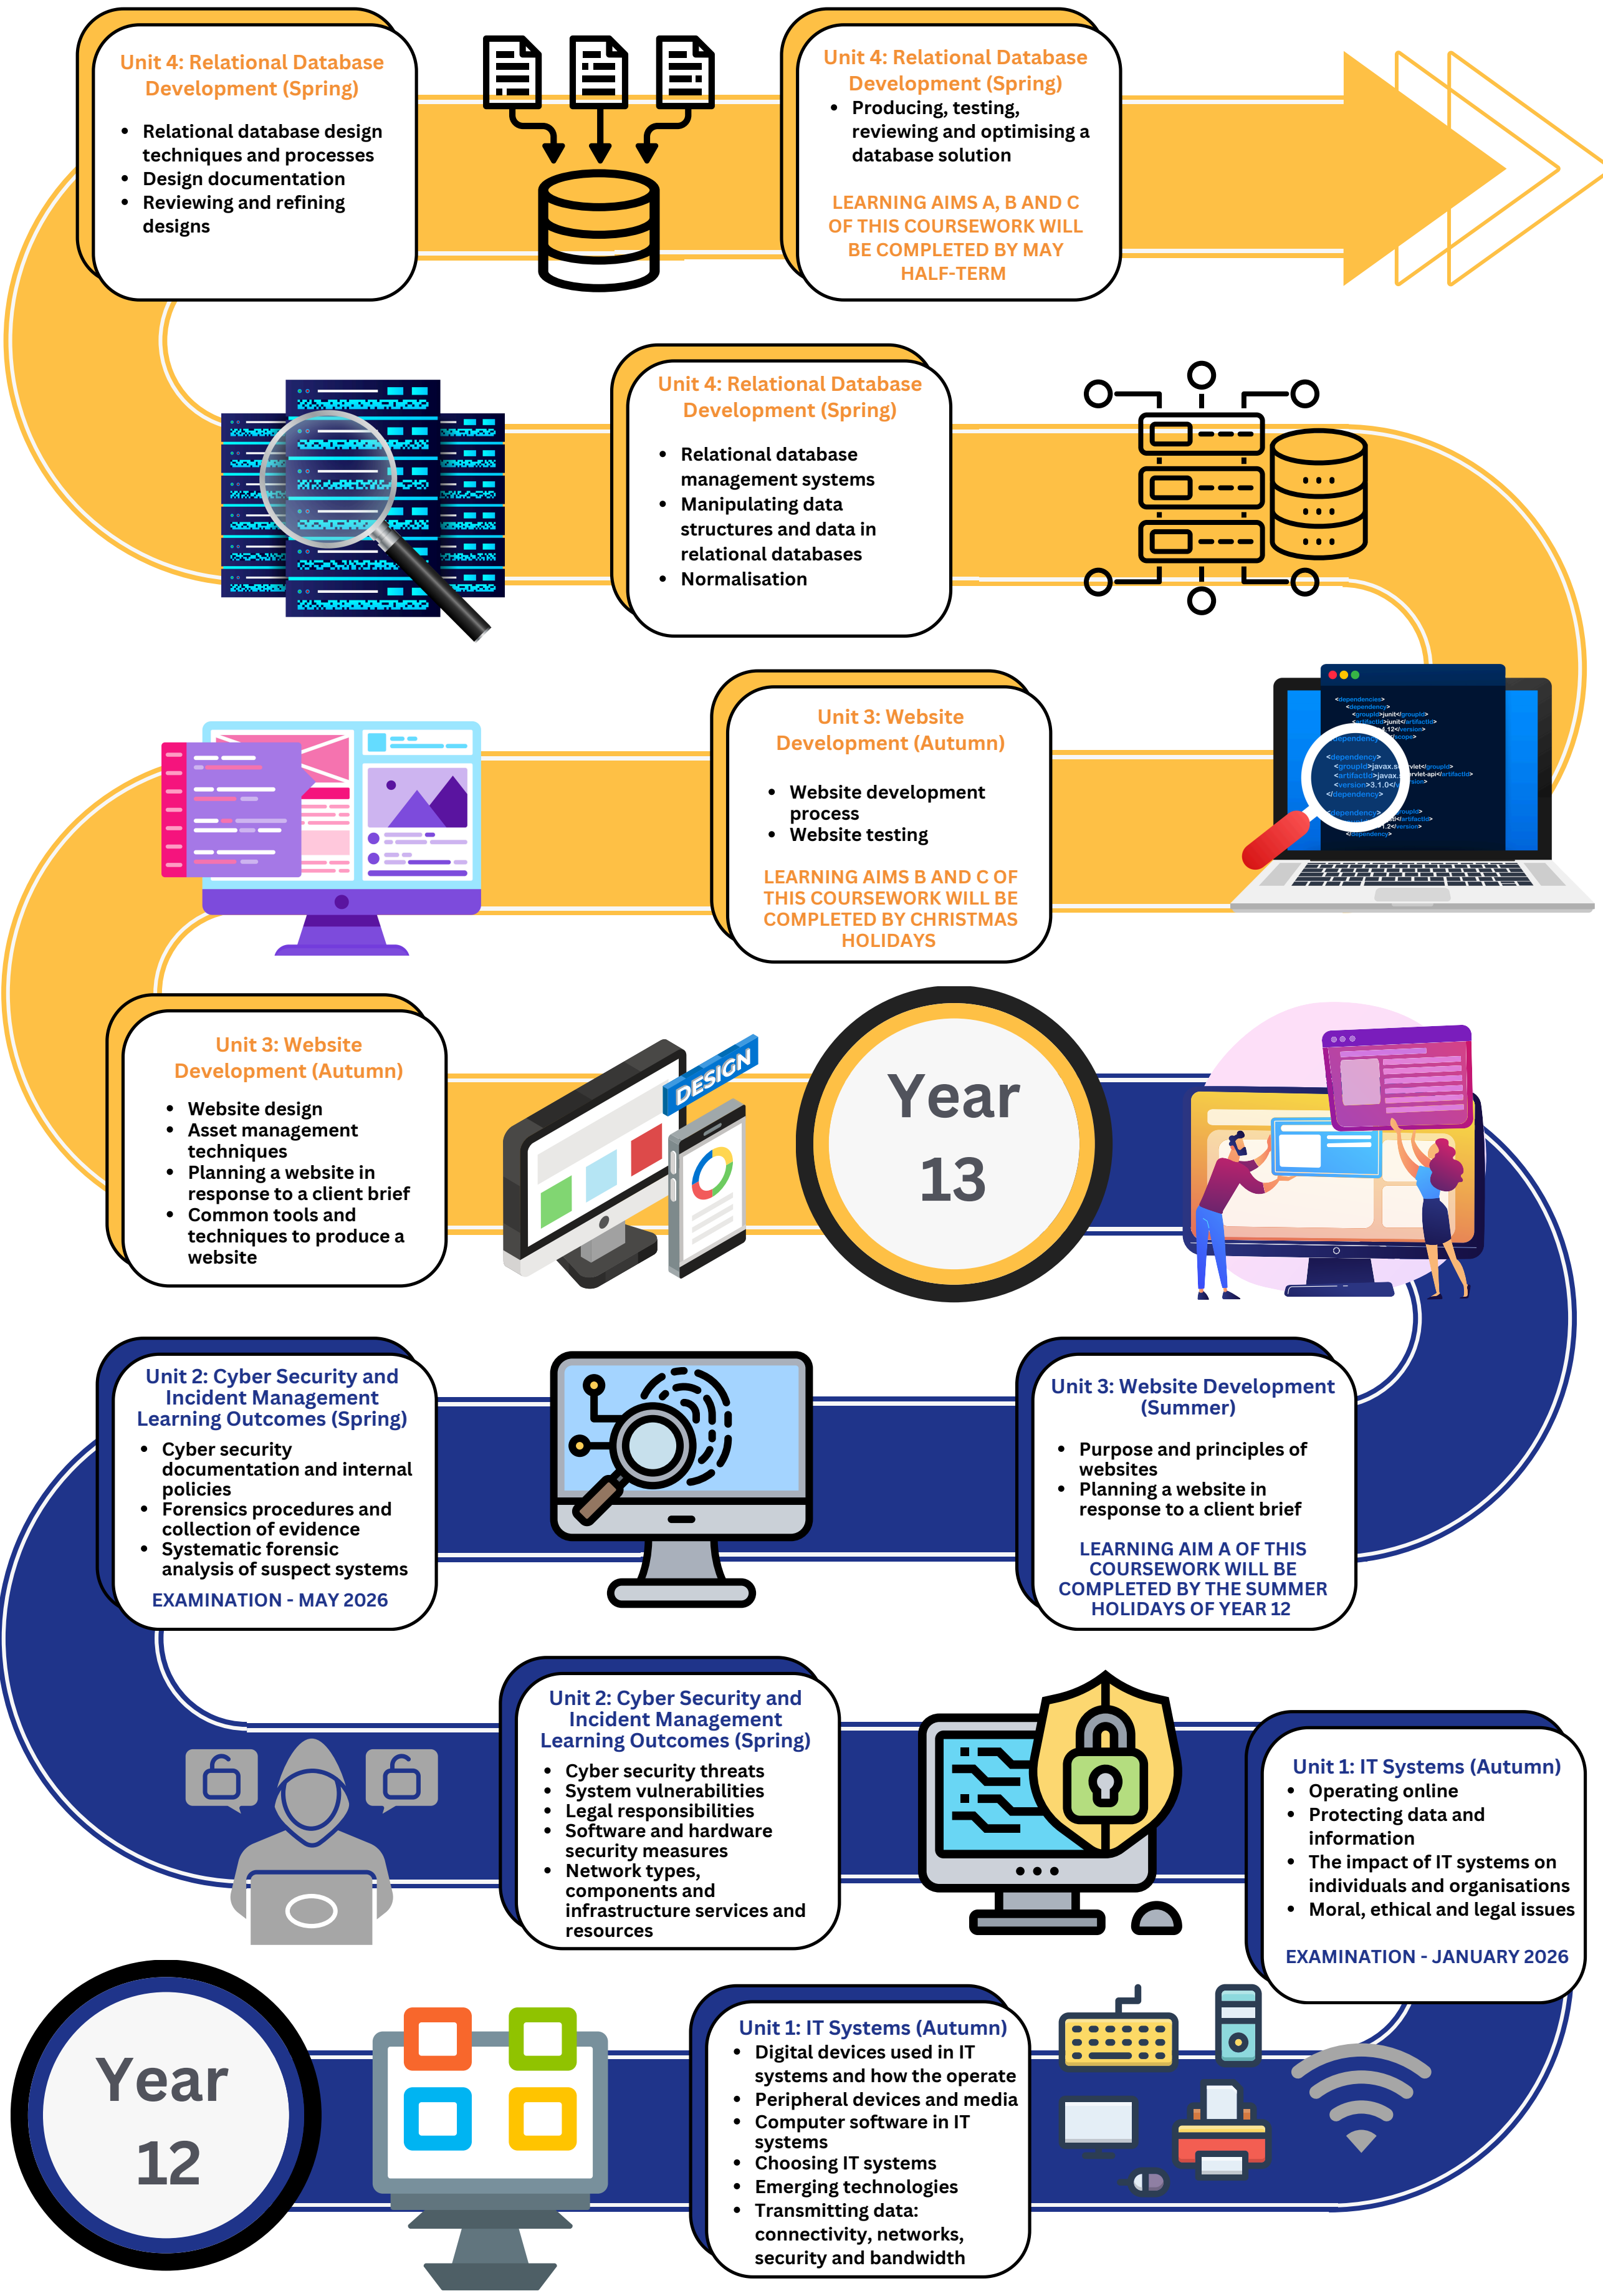 Unit 4: Relational Database
Development (Spring)
• Relational database design
techniques and processes
• Design documentation
• Reviewing and refining
designs
Unit 4: Relational Database
Development (Spring)
• Producing, testing,
reviewing and optimising a
database solution
LEARNING AIMS A, B AND C
OF THIS COURSEWORK WILL
BE COMPLETED BY MAY
HALF-TERM
Unit 4: Relational Database
Development (Spring)
• Relational database
management systems
• Manipulating data
structures and data in
relational databases
• Normalisation
Unit 3: Website
Development (Autumn)
• Website development
process
• Website testing
LEARNING AIMS B AND C OF
THIS COURSEWORK WILL BE
COMPLETED BY CHRISTMAS
HOLIDAYS
<dependencies>
<dependency>
<groupId>junit</groupId>
Unit 3: Website
Development (Autumn)
• Website design
• Asset management
techniques
• Planning a website in
response to a client brief
• Common tools and
techniques to produce a
website
DESIGN
Year
13
Unit 2: Cyber Security and
Incident Management
Learning Outcomes (Spring)
• Cyber security
documentation and internal
policies
• Forensics procedures and
collection of evidence
• Systematic forensic
analysis of suspect systems
EXAMINATION - MAY 2026
Unit 3: Website Development
(Summer)
• Purpose and principles of
websites
• Planning a website in
response to a client brief
LEARNING AIM A OF THIS
COURSEWORK WILL BE
COMPLETED BY THE SUMMER
HOLIDAYS OF YEAR 12
Unit 2: Cyber Security and
Incident Management
Learning Outcomes (Spring)
• Cyber security threats
• System vulnerabilities
• Legal responsibilities
• Software and hardware
security measures
• Network types,
components and
infrastructure services and
resources
Unit 1: IT Systems (Autumn)
• Operating online
• Protecting data and
information
• The impact of IT systems on
individuals and organisations
• Moral, ethical and legal issues
EXAMINATION - JANUARY 2026
Year
12
Unit 1: IT Systems (Autumn)
• Digital devices used in IT
systems and how the operate
• Peripheral devices and media
• Computer software in IT
systems
• Choosing IT systems
• Emerging technologies
• Transmitting data:
connectivity, networks,
security and bandwidth